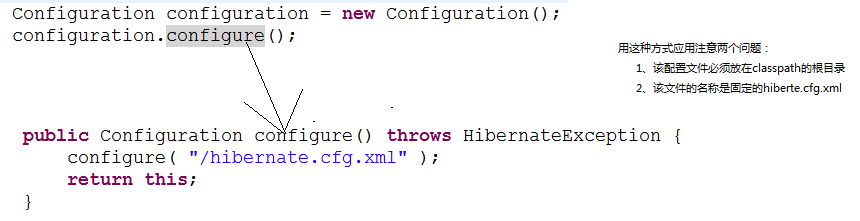 Configuration configuration = new Configuration();
configuration.configure();
用这种方式应用注意两个问题：
1、该配置文件必须放在classpath的根目录
2、该文件的名称是固定的hiberte.cfg.xml
public Configuration configure() throws HibernateException {
configure( "/hibernate.cfg.xml" );
return this;
}